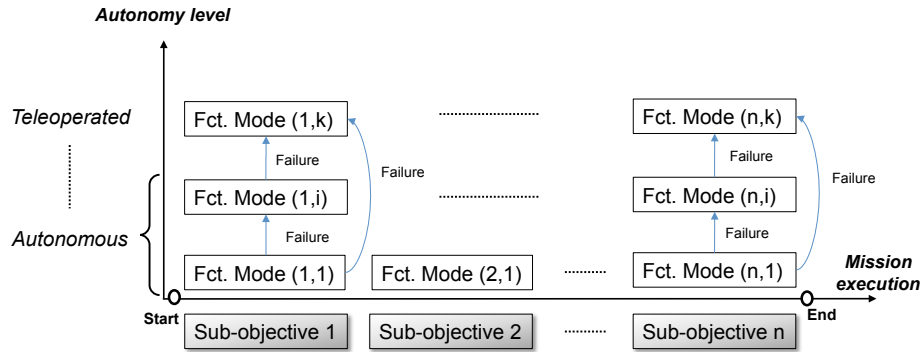 Autonomy level
Teleoperated
Fct. Mode (1,k)
Fct. Mode (n,k)
Failure
Failure
Failure
Failure
Fct. Mode (1,i)
Fct. Mode (n,i)
Autonomous
Failure
Failure
Fct. Mode (1,1)
Fct. Mode (2,1)
Fct. Mode (n,1)
Mission
execution
Start
End
Sub-objective 1
Sub-objective 2
Sub-objective n